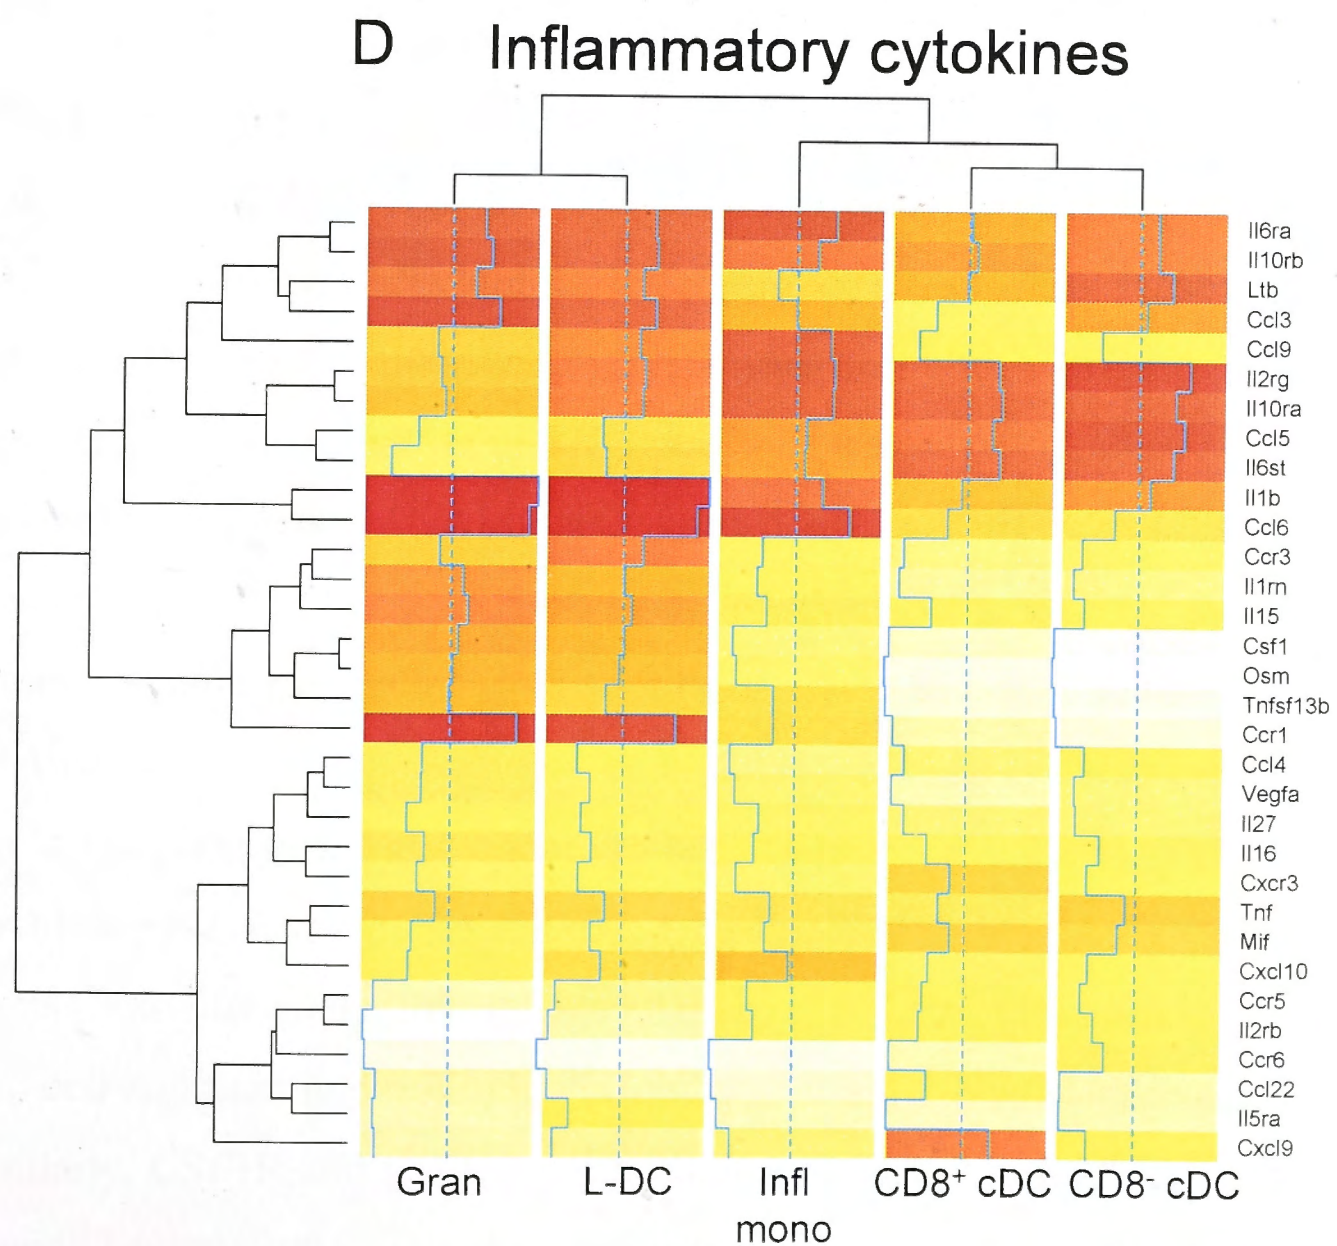 D Inflammatory cytokines
Il6ra
Il10rb
Ltb
Ccl3
Ccl9
Il2rg
Il10ra
Ccl5
Il6st
Il1b
Ccl6
Ccr3
Il1rn
Il15
Csf1
Osm
Tnfsf13b
Ccr1
Ccl4
Vegfa
Il27
Il16
Cxcr3
Tnf
Mif
Cxcl10
Ccr5
Il2rb
Ccr6
Ccl22
Il5ra
Cxcl9
Gran L-DC Infl CD8⁺ cDC CD8⁻ cDC
mono